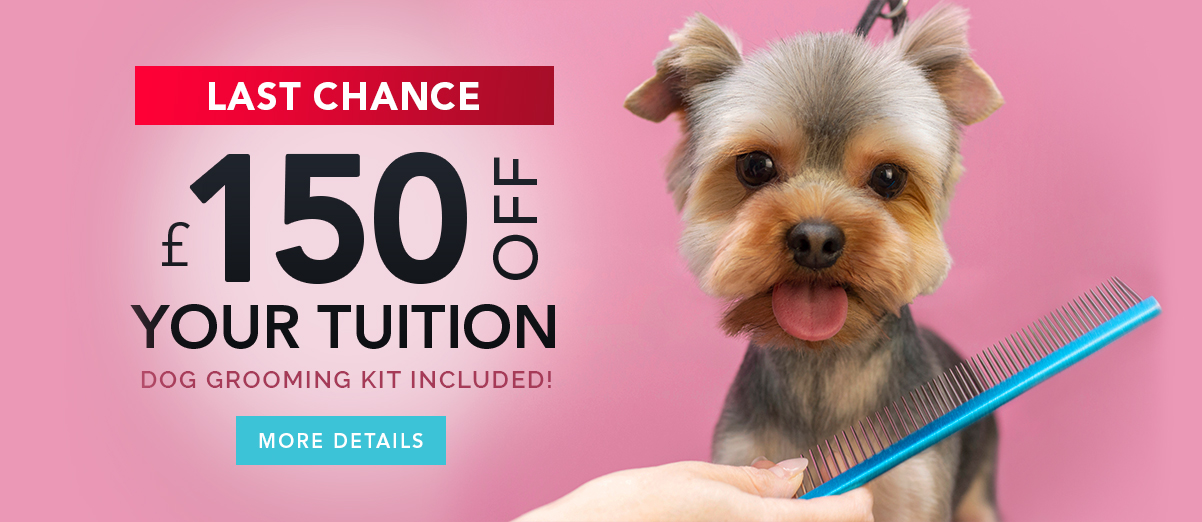 LAST CHANCE
£150 OFF
YOUR TUITION
DOG GROOMING KIT INCLUDED!
MORE DETAILS